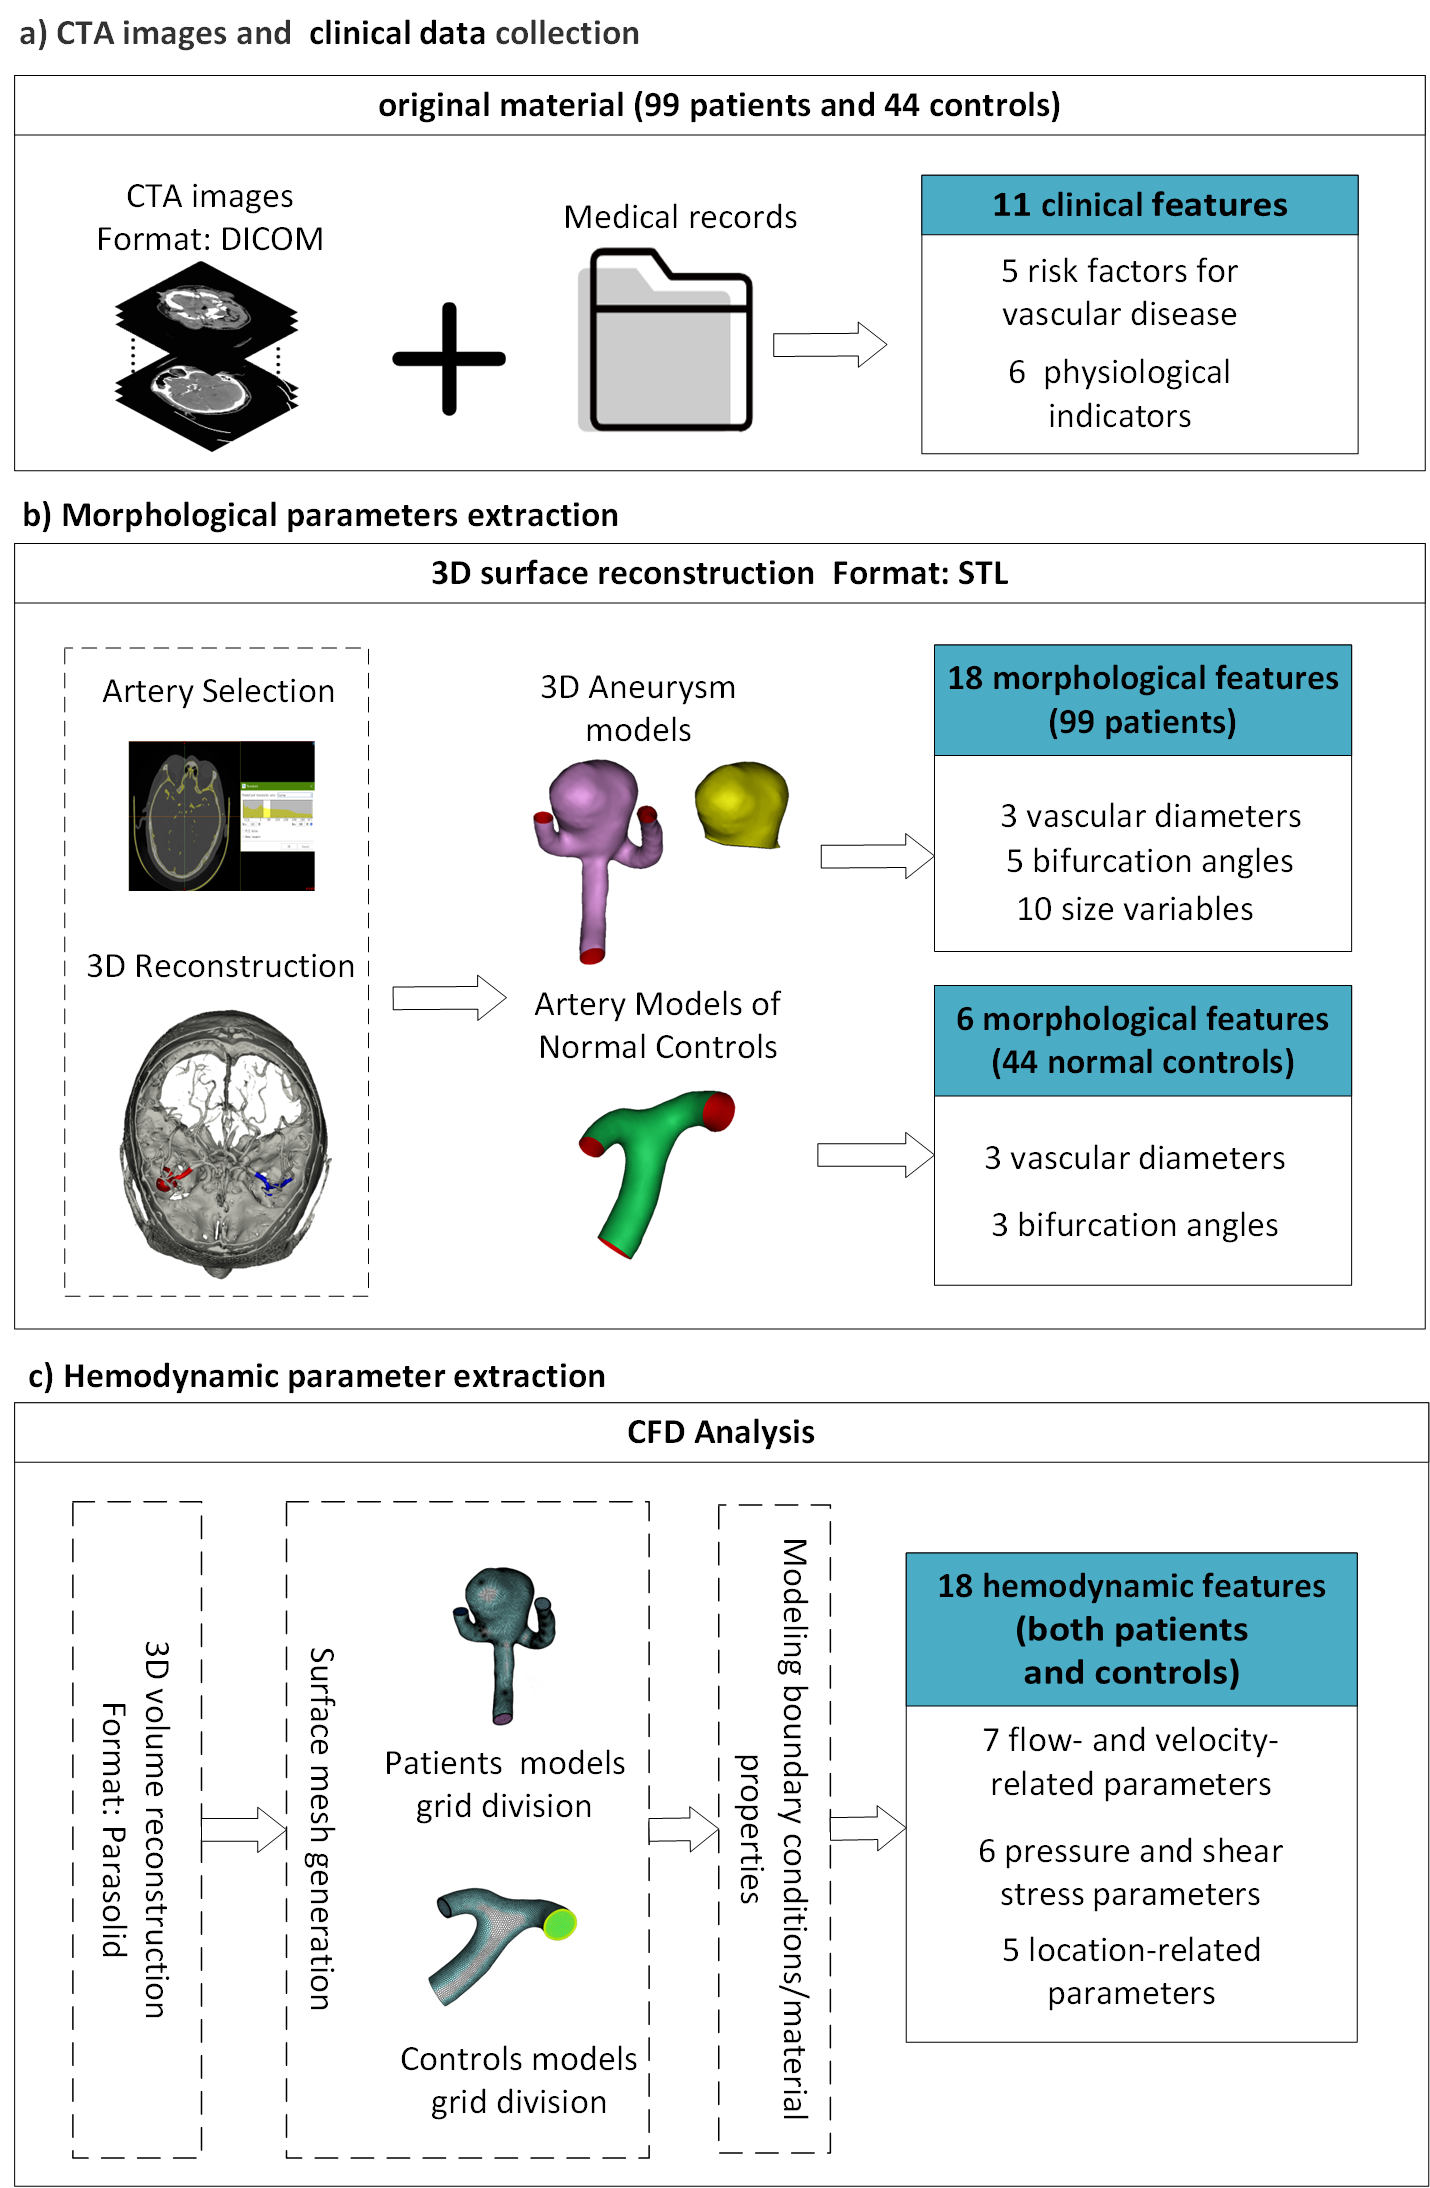 a) CTA images and clinical data collection
original material (99 patients and 44 controls)
CTA images
Format: DICOM
Medical records
11 clinical features
5 risk factors for
vascular disease
6 physiological
indicators
b) Morphological parameters extraction
3D surface reconstruction Format: STL
Artery Selection
3D Reconstruction
3D Aneurysm
models
Artery Models of
Normal Controls
18 morphological features
(99 patients)
3 vascular diameters
5 bifurcation angles
10 size variables
6 morphological features
(44 normal controls)
3 vascular diameters
3 bifurcation angles
c) Hemodynamic parameter extraction
CFD Analysis
3D volume reconstruction
Format: Parasolid
Surface mesh generation
Patients models
grid division
Controls models
grid division
Modeling boundary conditions/material
properties
18 hemodynamic features
(both patients
and controls)
7 flow- and velocity-
related parameters
6 pressure and shear
stress parameters
5 location-related
parameters